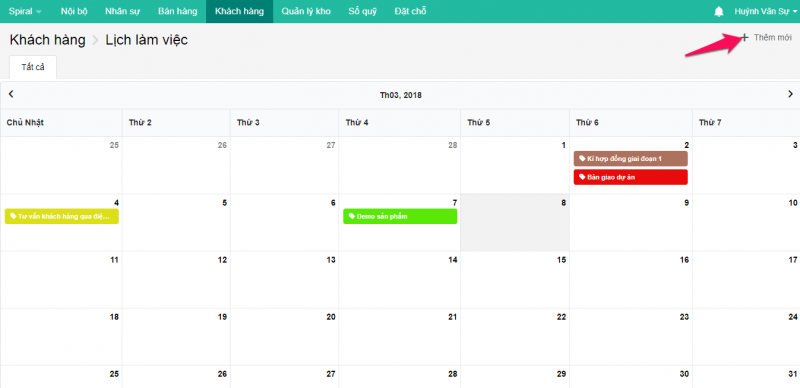 Spiral Nội bộ Nhân sự Bán hàng Khách hàng Quản lý kho Sổ quỹ Đặt chỗ Huỳnh Văn Sự
Khách hàng > Lịch làm việc + Thêm mới
Tất cả
Th03, 2018
Chủ Nhật Thứ 2 Thứ 3 Thứ 4 Thứ 5 Thứ 6 Thứ 7
25 26 27 28 1 2 3
Kí hợp đồng giai đoạn 1
Bàn giao dự án
4 5 6 7 8 9 10
Tư vấn khách hàng qua điệ... Demo sản phẩm
11 12 13 14 15 16 17
18 19 20 21 22 23 24
25 26 27 28 29 30 31